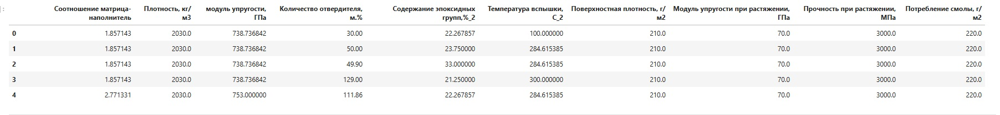 Соотношение матрица- Плотность, кг/ модуль упругости, Количество отвердителя, Содержание эпоксидных Температура вспышки, Поверхностная плотность, г/ Модуль упругости при растяжении, Прочность при растяжении, Потребление смолы, г/
наполнитель м3 ГПа м.% групп,%_2 С_2 м2 ГПа МПа м2
0 1.857143 2030.0 738.736842 30.00 22.267857 100.000000 210.0 70.0 3000.0 220.0
1 1.857143 2030.0 738.736842 50.00 23.750000 284.615385 210.0 70.0 3000.0 220.0
2 1.857143 2030.0 738.736842 49.90 33.000000 284.615385 210.0 70.0 3000.0 220.0
3 1.857143 2030.0 738.736842 129.00 21.250000 300.000000 210.0 70.0 3000.0 220.0
4 2.771331 2030.0 753.000000 111.86 22.267857 284.615385 210.0 70.0 3000.0 220.0